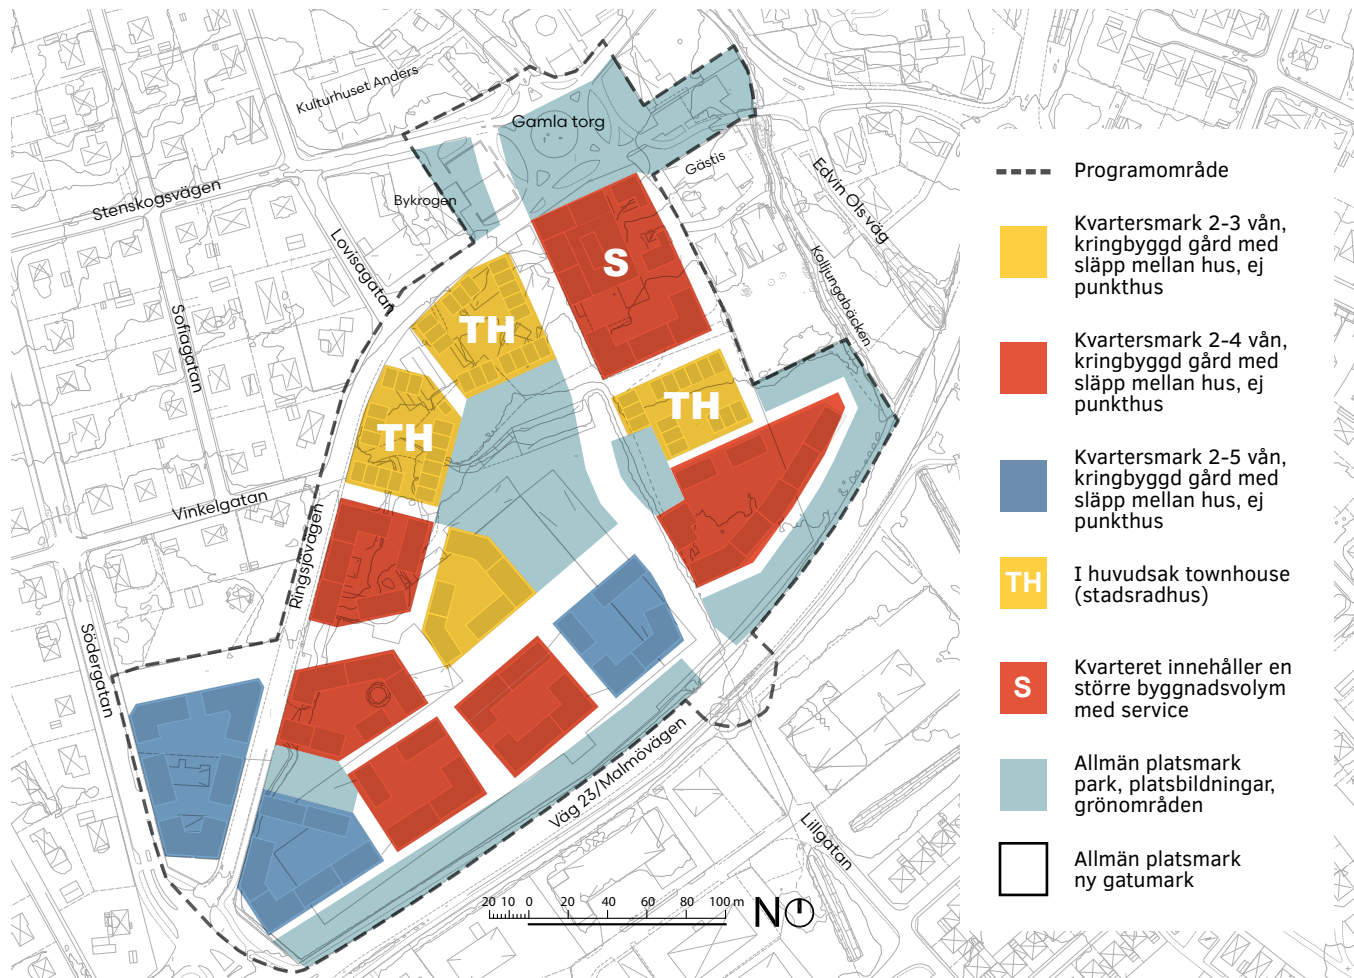 Kulturhuset Anders
Gamla torg
Gästis
Edvin Ols väg
Stenskogsvägen
Bykrogen
Lovisagatan
Kolljungabäcken
Sofiagatan
S
TH
TH
TH
Vinkelgatan
Ringsjövägen
Södergatan
Väg 23/Malmövägen
Lillgatan
20 10 0 20 40 60 80 100 m
N
Programområde
Kvartersmark 2-3 vån,
kringbyggd gård med
släpp mellan hus, ej
punkthus
Kvartersmark 2-4 vån,
kringbyggd gård med
släpp mellan hus, ej
punkthus
Kvartersmark 2-5 vån,
kringbyggd gård med
släpp mellan hus, ej
punkthus
TH
I huvudsak townhouse
(stadsradhus)
S
Kvarteret innehåller en
större byggnadsvolym
med service
Allmän platsmark
park, platsbildningar,
grönområden
Allmän platsmark
ny gatumark